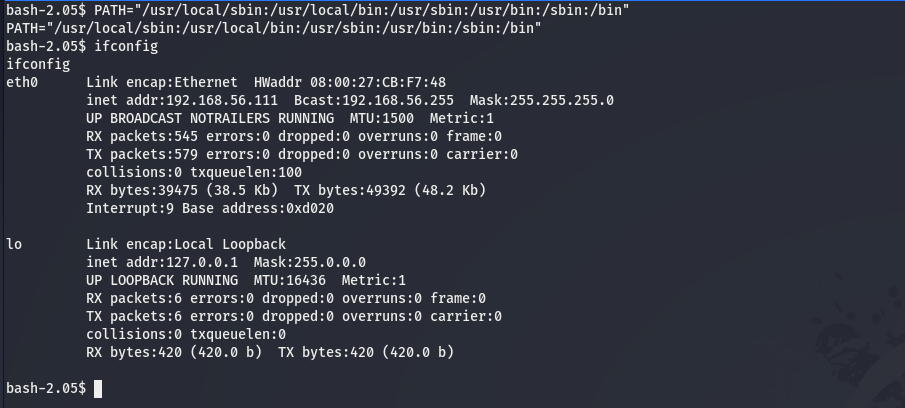 bash-2.05$ PATH="/usr/local/sbin:/usr/local/bin:/usr/sbin:/usr/bin:/sbin:/bin"
PATH="/usr/local/sbin:/usr/local/bin:/usr/sbin:/usr/bin:/sbin:/bin"
bash-2.05$ ifconfig
ifconfig
eth0      Link encap:Ethernet  HWaddr 08:00:27:CB:F7:48
          inet addr:192.168.56.111  Bcast:192.168.56.255  Mask:255.255.255.0
          UP BROADCAST NOTRAILERS RUNNING  MTU:1500  Metric:1
          RX packets:545 errors:0 dropped:0 overruns:0 frame:0
          TX packets:579 errors:0 dropped:0 overruns:0 carrier:0
          collisions:0 txqueuelen:100
          RX bytes:39475 (38.5 Kb)  TX bytes:49392 (48.2 Kb)
          Interrupt:9 Base address:0xd020

lo        Link encap:Local Loopback
          inet addr:127.0.0.1  Mask:255.0.0.0
          UP LOOPBACK RUNNING  MTU:16436  Metric:1
          RX packets:6 errors:0 dropped:0 overruns:0 frame:0
          TX packets:6 errors:0 dropped:0 overruns:0 carrier:0
          collisions:0 txqueuelen:0
          RX bytes:420 (420.0 b)  TX bytes:420 (420.0 b)

bash-2.05$